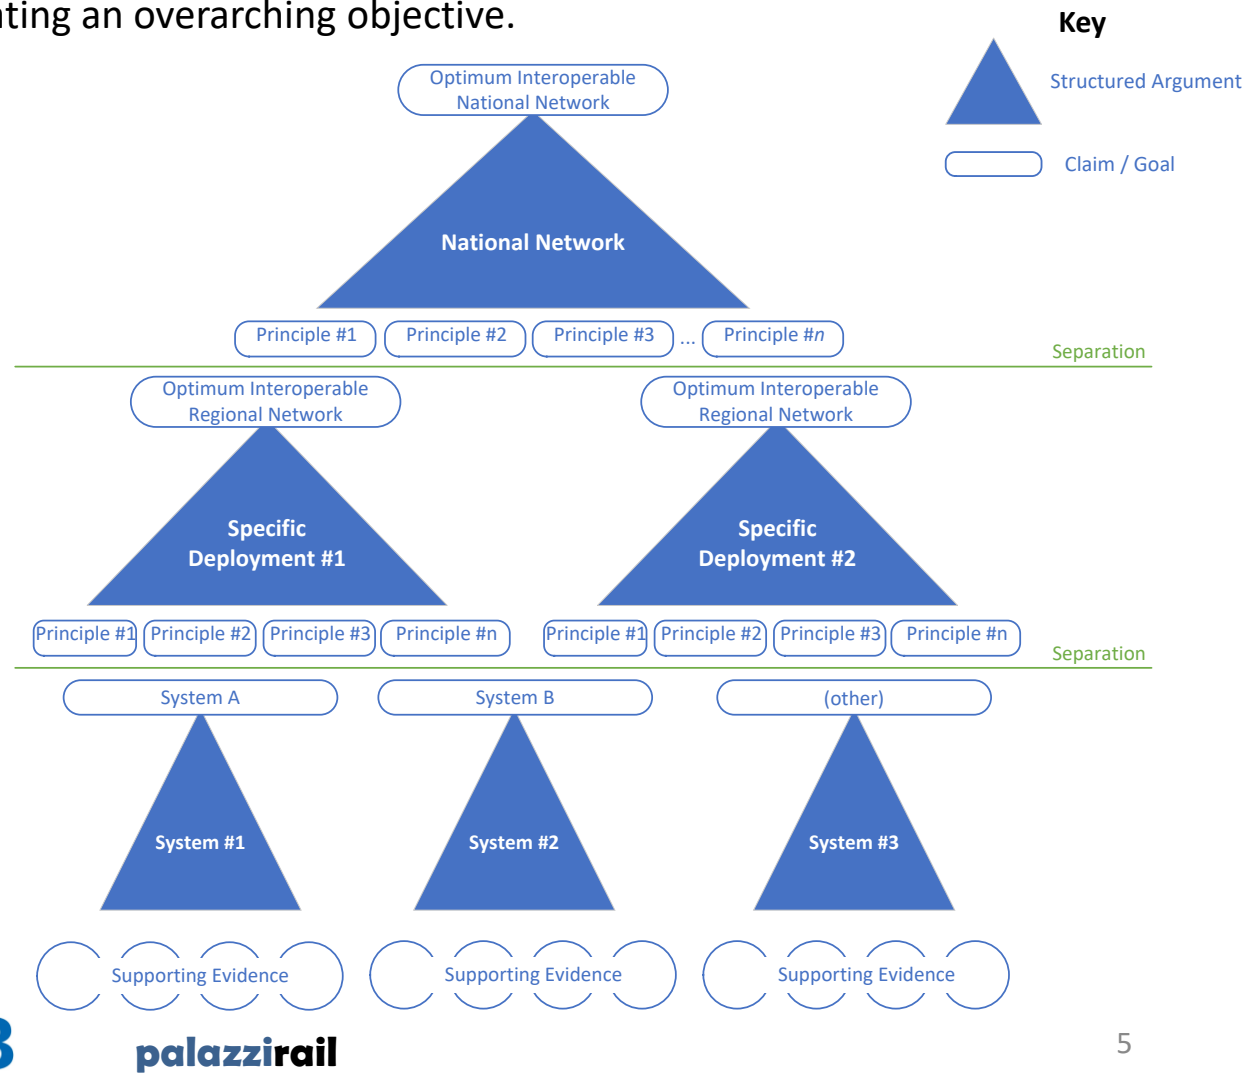 ating an overarching objective.
Key
Structured Argument
Claim / Goal
Optimum Interoperable
National Network
National Network
Principle #1 Principle #2 Principle #3 ... Principle #n
Separation
Optimum Interoperable
Regional Network
Optimum Interoperable
Regional Network
Specific
Deployment #1
Specific
Deployment #2
Principle #1 Principle #2 Principle #3 Principle #n Principle #1 Principle #2 Principle #3 Principle #n
Separation
System A System B (other)
System #1 System #2 System #3
Supporting Evidence Supporting Evidence Supporting Evidence
palazzirail
5